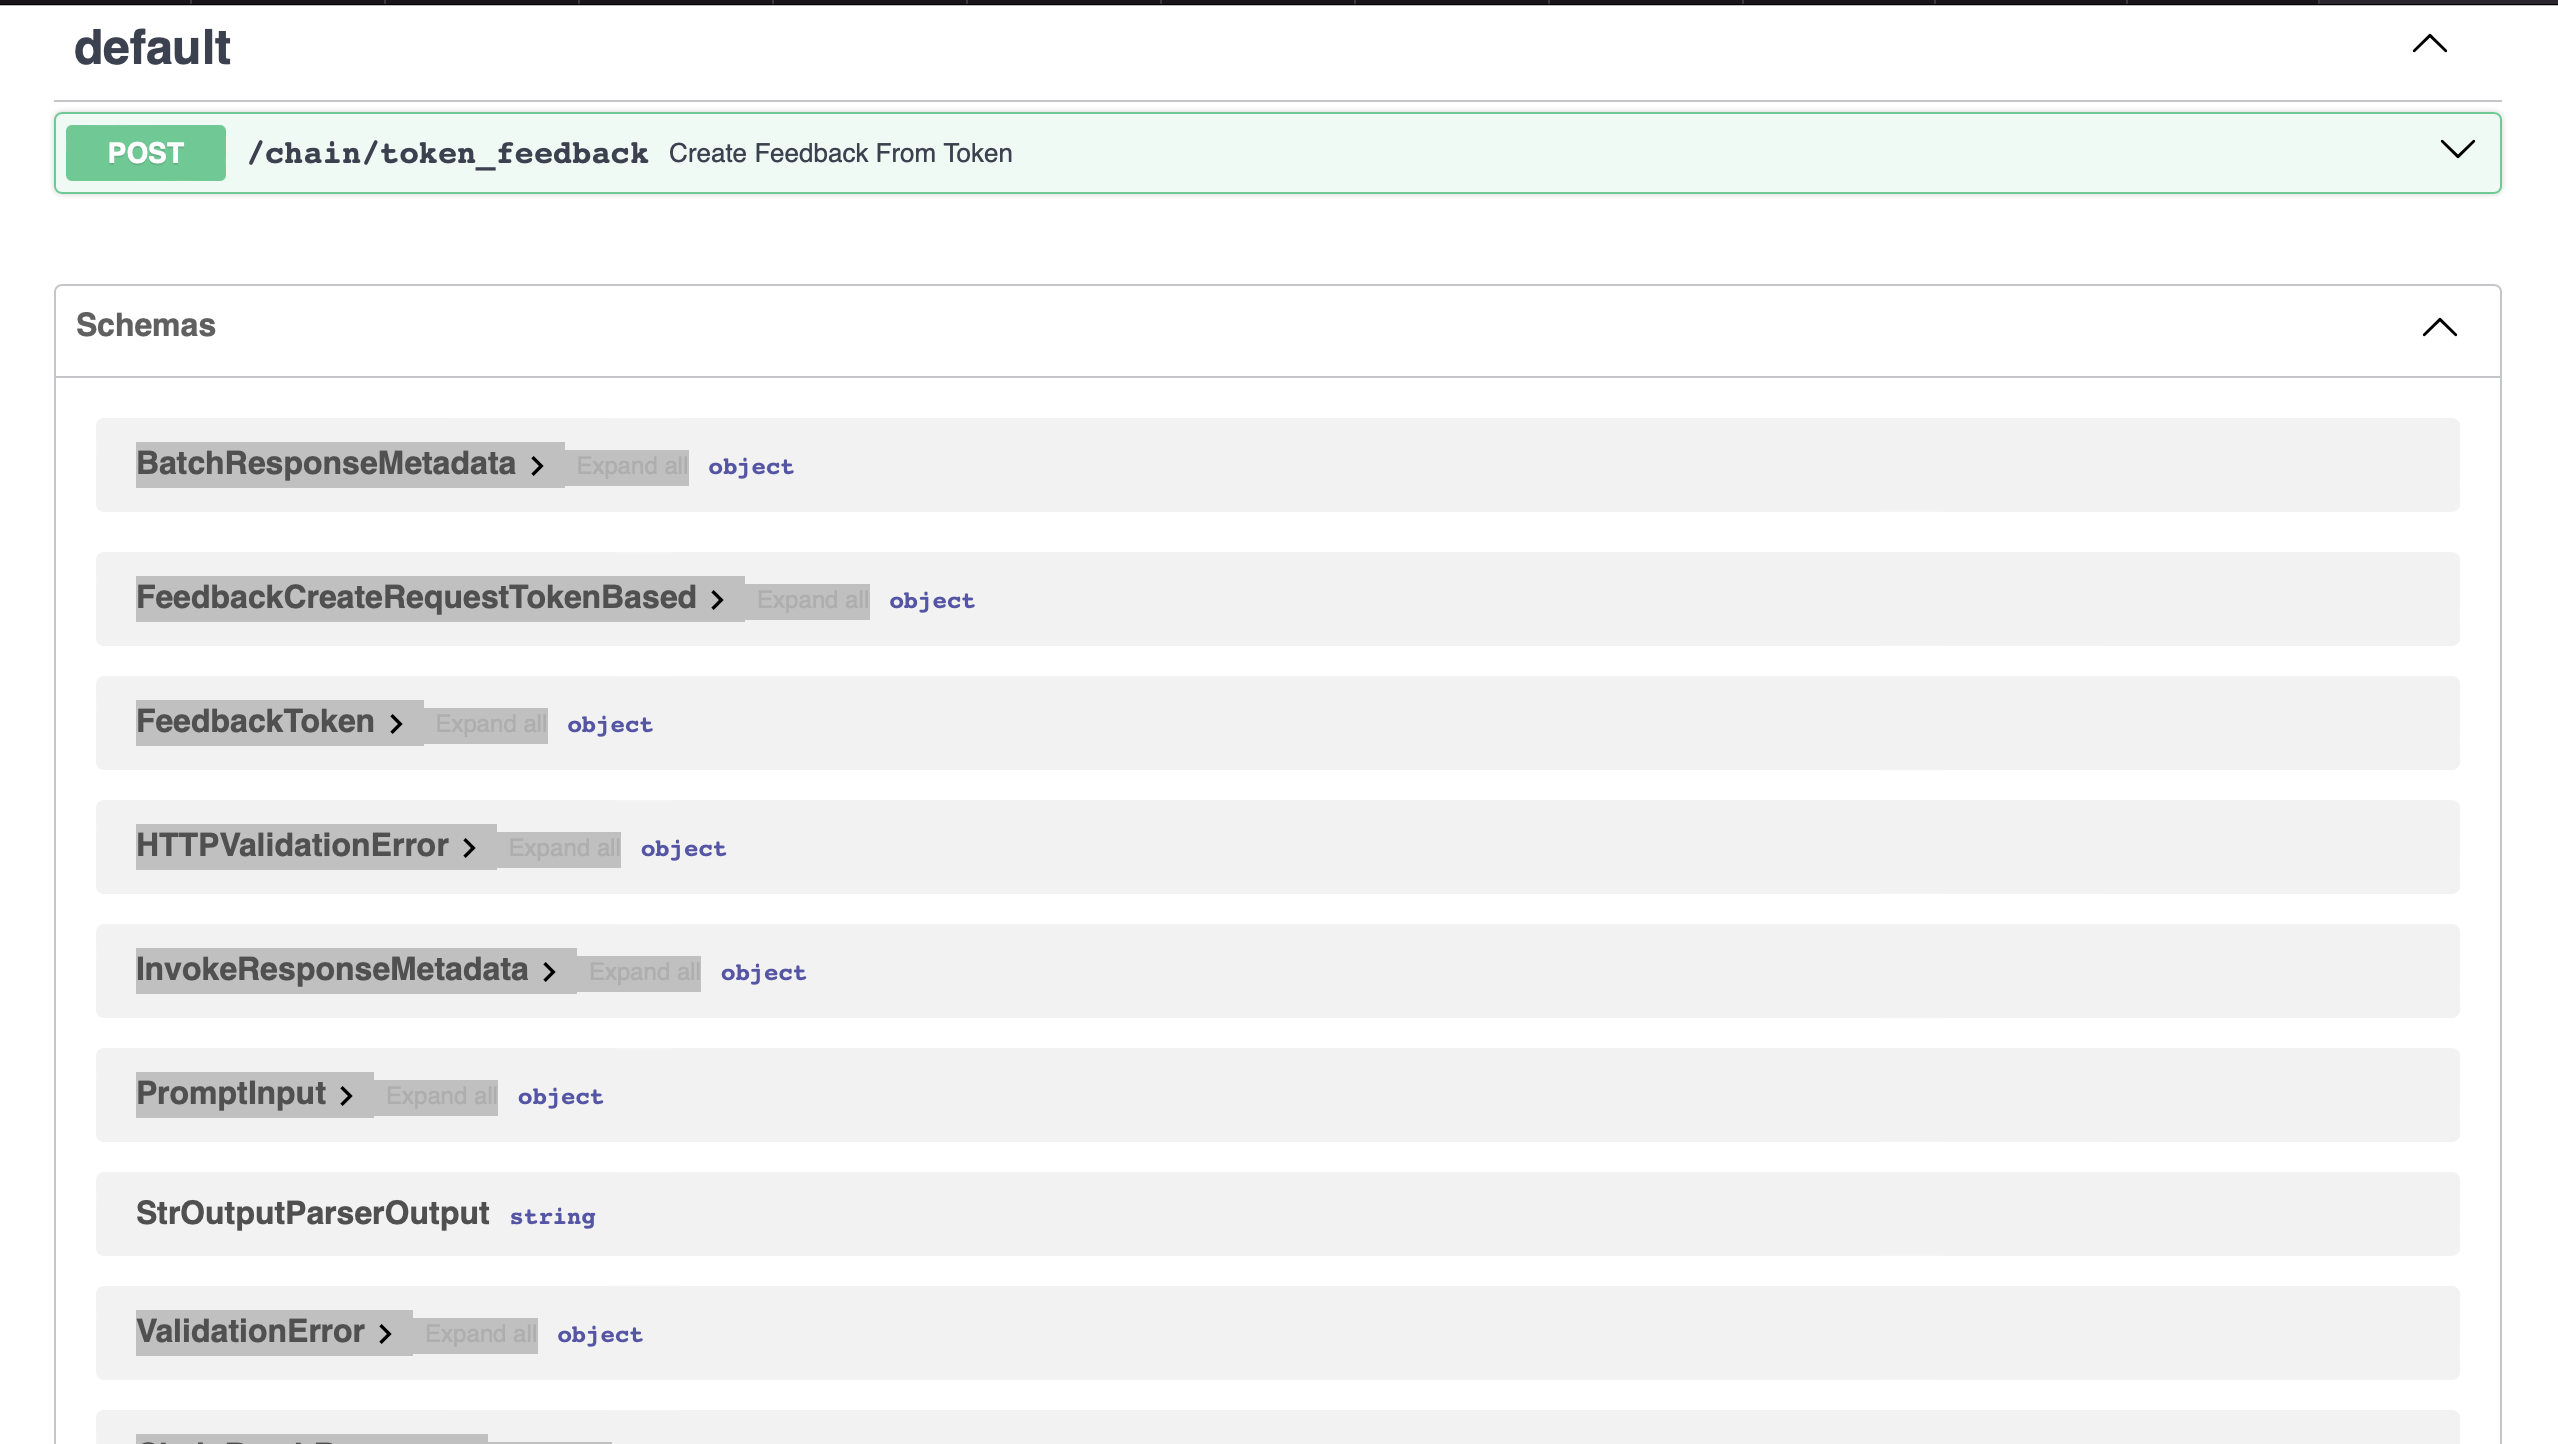 default
POST /chain/token_feedback Create Feedback From Token
Schemas
BatchResponseMetadata Expand all object
FeedbackCreateRequestTokenBased Expand all object
FeedbackToken Expand all object
HTTPValidationError Expand all object
InvokeResponseMetadata Expand all object
PromptInput Expand all object
StrOutputParserOutput string
ValidationError Expand all object